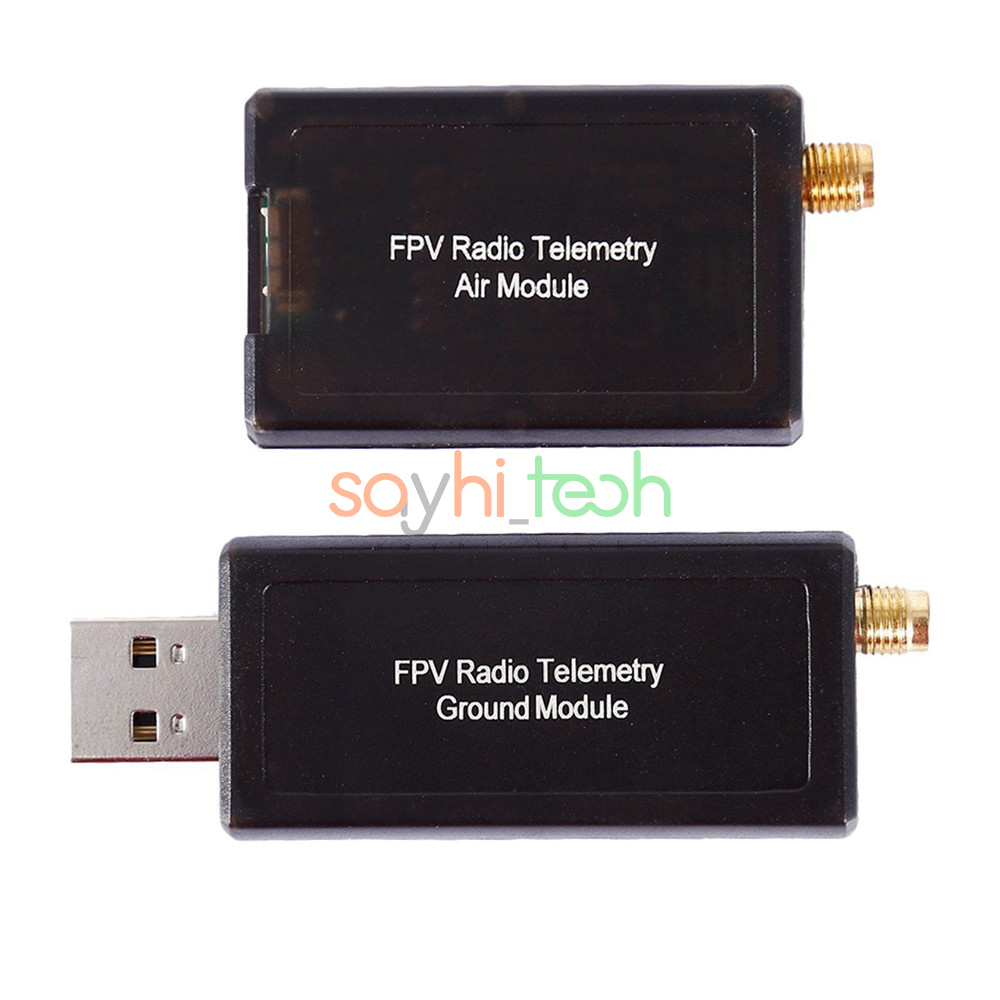 FPV Radio Telemetry
Air Module
sayhi_tech
FPV Radio Telemetry
Ground Module